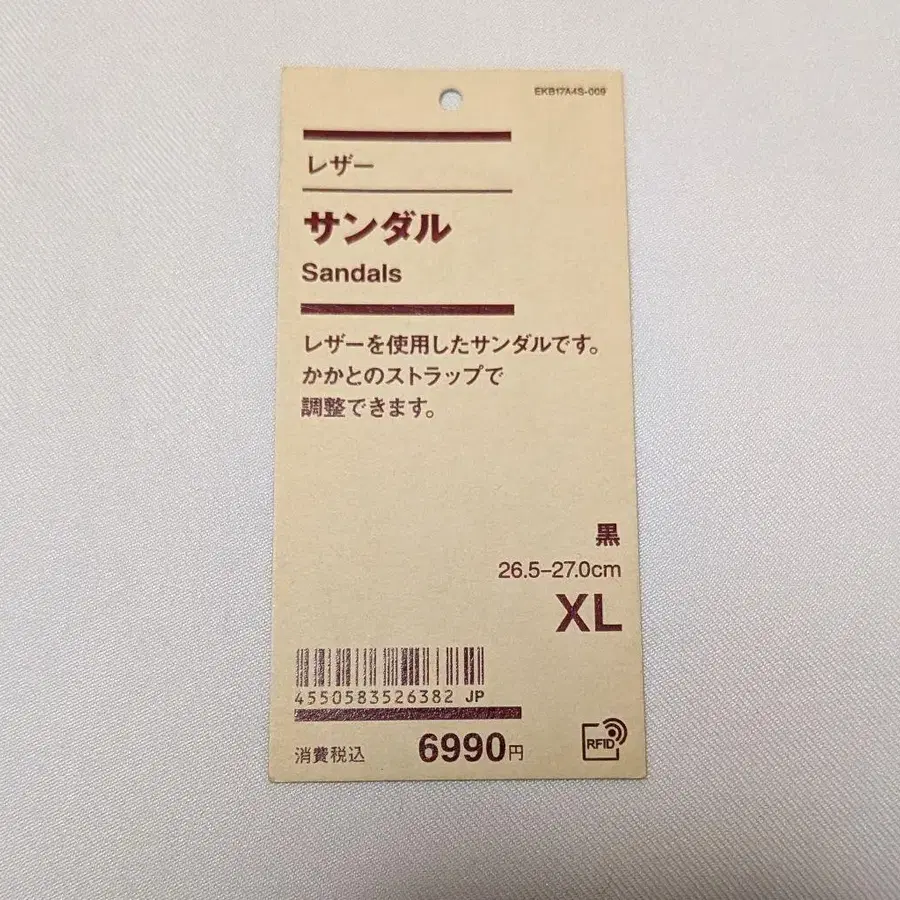 EKB17A4S-009
レザー
サンダル
Sandals
レザーを使用したサンダルです。
かかとのストラップで
調整できます。
黒
26.5–27.0cm
XL
4550583526382 JP
消費税込 6990円
RFID